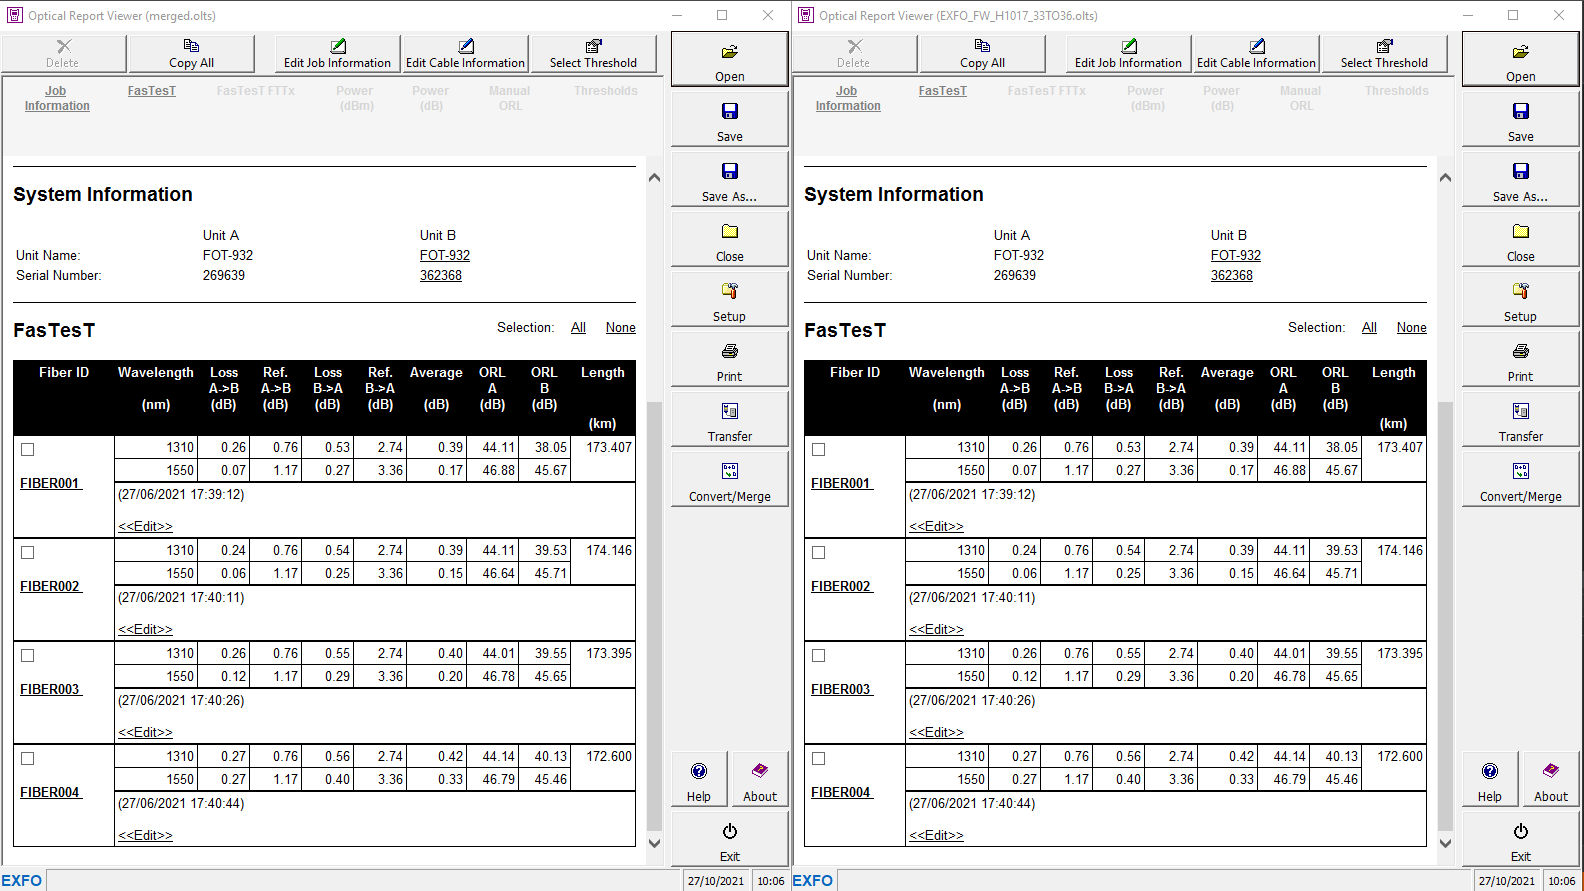 Optical Report Viewer (merged.olts)
Delete
Copy All
Edit Job Information
Edit Cable Information
Select Threshold
Open
Job Information
FasTesT
FasTesT FTTx
Power (dBm)
Power (dB)
Manual ORL
Thresholds
Save
Save As...
Close
Setup
Print
Transfer
Convert/Merge
Help
About
Exit
System Information
Unit A Unit B
Unit Name: FOT-932 FOT-932
Serial Number: 269639 362368
FasTesT
Selection: All None
Fiber ID Wavelength Loss Ref. Loss Ref. Average ORL ORL Length
A->B A->B B->A B->A A B
(nm) (dB) (dB) (dB) (dB) (dB) (dB) (dB)
(km)
1310 0.26 0.76 0.53 2.74 0.39 44.11 38.05 173.407
1550 0.07 1.17 0.27 3.36 0.17 46.88 45.67
FIBER001
(27/06/2021 17:39:12)
<<Edit>>
1310 0.24 0.76 0.54 2.74 0.39 44.11 39.53 174.146
1550 0.06 1.17 0.25 3.36 0.15 46.64 45.71
FIBER002
(27/06/2021 17:40:11)
<<Edit>>
1310 0.26 0.76 0.55 2.74 0.40 44.01 39.55 173.395
1550 0.12 1.17 0.29 3.36 0.20 46.78 45.65
FIBER003
(27/06/2021 17:40:26)
<<Edit>>
1310 0.27 0.76 0.56 2.74 0.42 44.14 40.13 172.600
1550 0.27 1.17 0.40 3.36 0.33 46.79 45.46
FIBER004
(27/06/2021 17:40:44)
<<Edit>>
EXFO
27/10/2021 10:06
Optical Report Viewer (EXFO_FW_H1017_33TO36.olts)
Delete
Copy All
Edit Job Information
Edit Cable Information
Select Threshold
Open
Job Information
FasTesT
FasTesT FTTx
Power (dBm)
Power (dB)
Manual ORL
Thresholds
Save
Save As...
Close
Setup
Print
Transfer
Convert/Merge
Help
About
Exit
System Information
Unit A Unit B
Unit Name: FOT-932 FOT-932
Serial Number: 269639 362368
FasTesT
Selection: All None
Fiber ID Wavelength Loss Ref. Loss Ref. Average ORL ORL Length
A->B A->B B->A B->A A B
(nm) (dB) (dB) (dB) (dB) (dB) (dB) (dB)
(km)
1310 0.26 0.76 0.53 2.74 0.39 44.11 38.05 173.407
1550 0.07 1.17 0.27 3.36 0.17 46.88 45.67
FIBER001
(27/06/2021 17:39:12)
<<Edit>>
1310 0.24 0.76 0.54 2.74 0.39 44.11 39.53 174.146
1550 0.06 1.17 0.25 3.36 0.15 46.64 45.71
FIBER002
(27/06/2021 17:40:11)
<<Edit>>
1310 0.26 0.76 0.55 2.74 0.40 44.01 39.55 173.395
1550 0.12 1.17 0.29 3.36 0.20 46.78 45.65
FIBER003
(27/06/2021 17:40:26)
<<Edit>>
1310 0.27 0.76 0.56 2.74 0.42 44.14 40.13 172.600
1550 0.27 1.17 0.40 3.36 0.33 46.79 45.46
FIBER004
(27/06/2021 17:40:44)
<<Edit>>
EXFO
27/10/2021 10:06